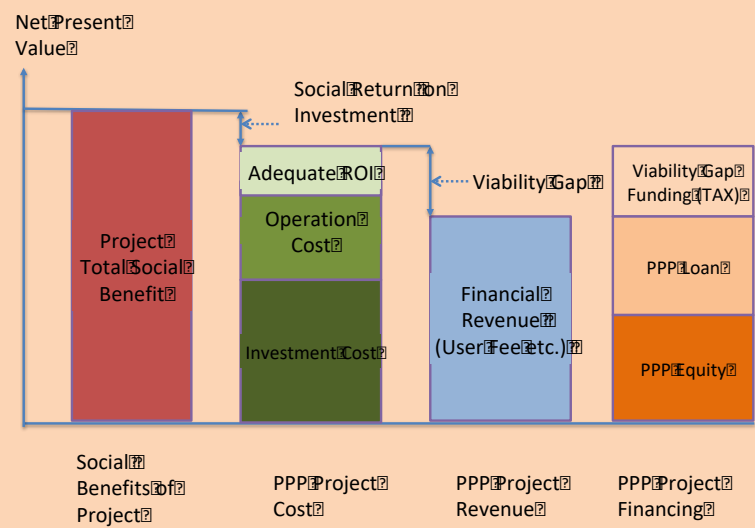 Net Present
Value
Social Return on
Investment
Adequate ROI
Viability Gap
Viability Gap
Funding (TAX)
Operation
Cost
Project
Total Social
Benefit
PPP Loan
Financial
Revenue
(User Fee etc.)
Investment Cost
PPP Equity
Social
Benefits of
Project
PPP Project
Cost
PPP Project
Revenue
PPP Project
Financing